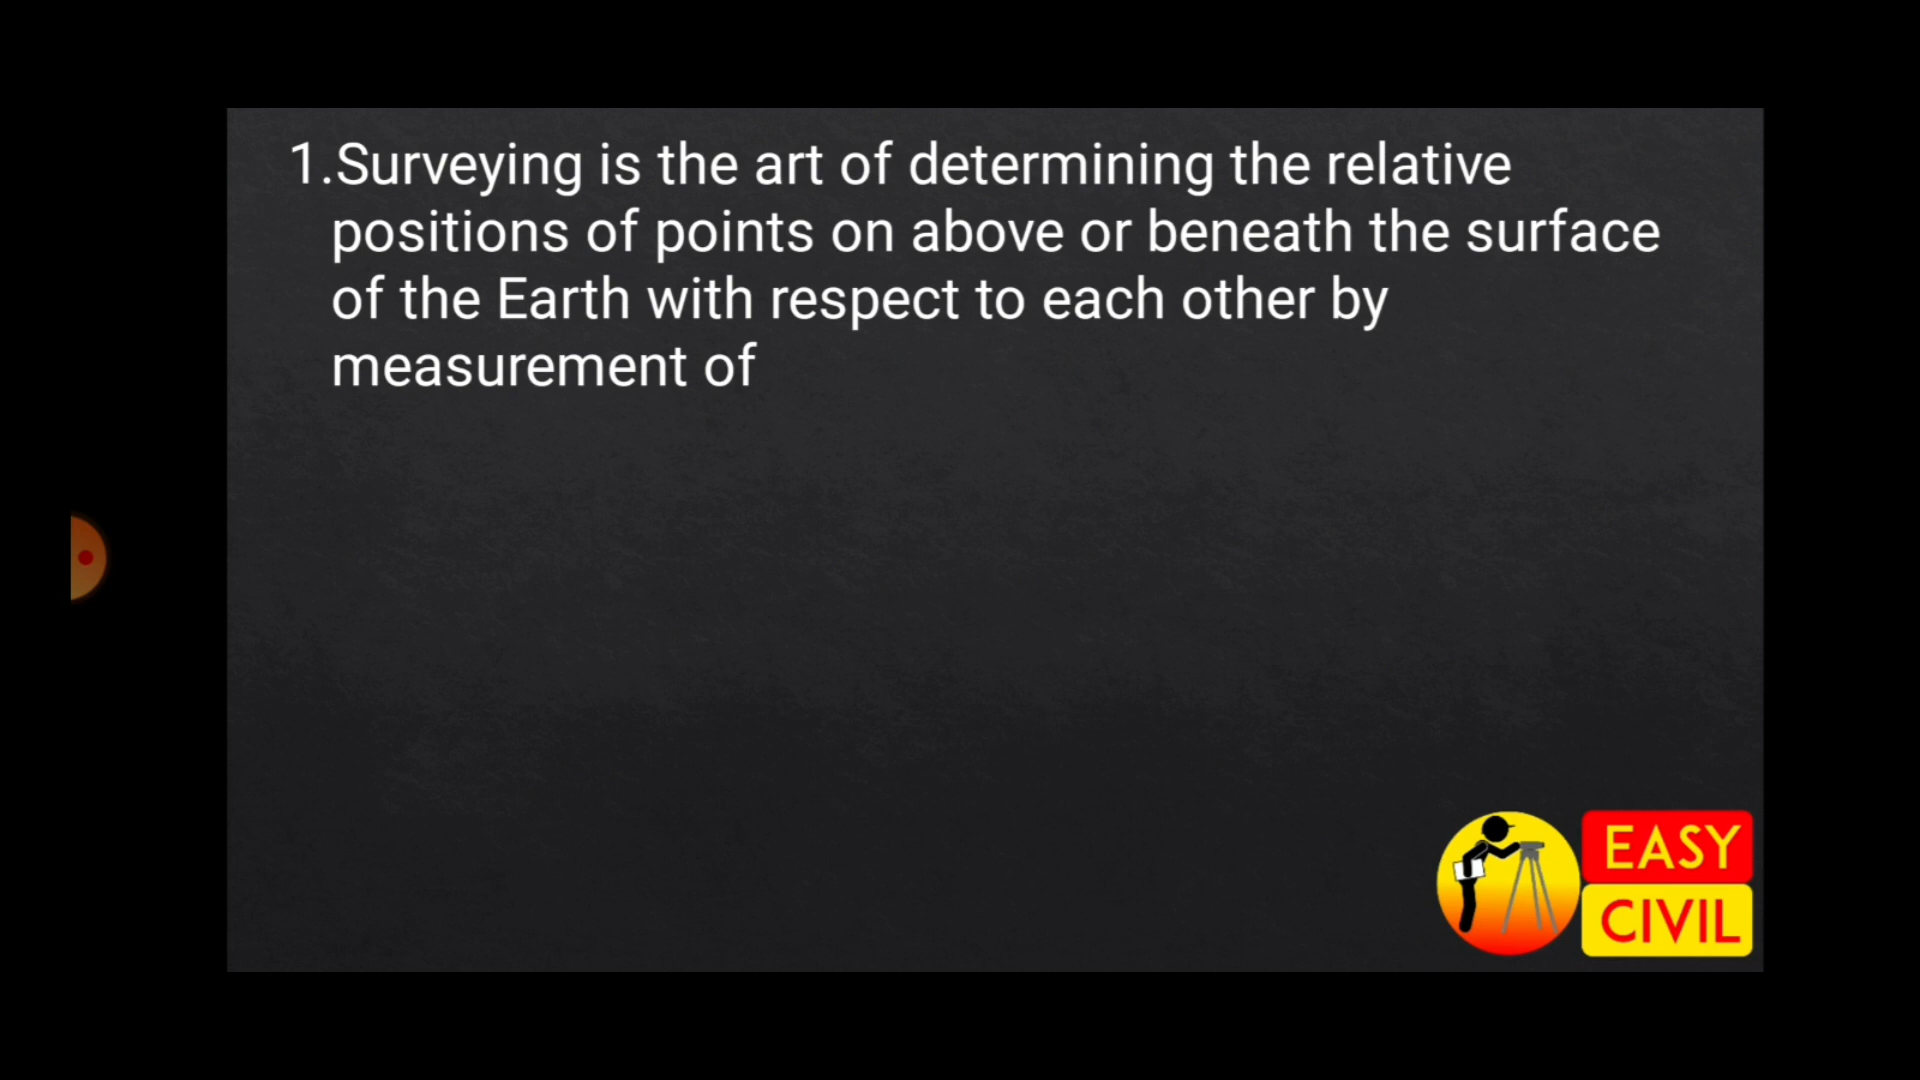 1.Surveying is the art of determining the relative
positions of points on above or beneath the surface
of the Earth with respect to each other by
measurement of
EASY
CIVIL